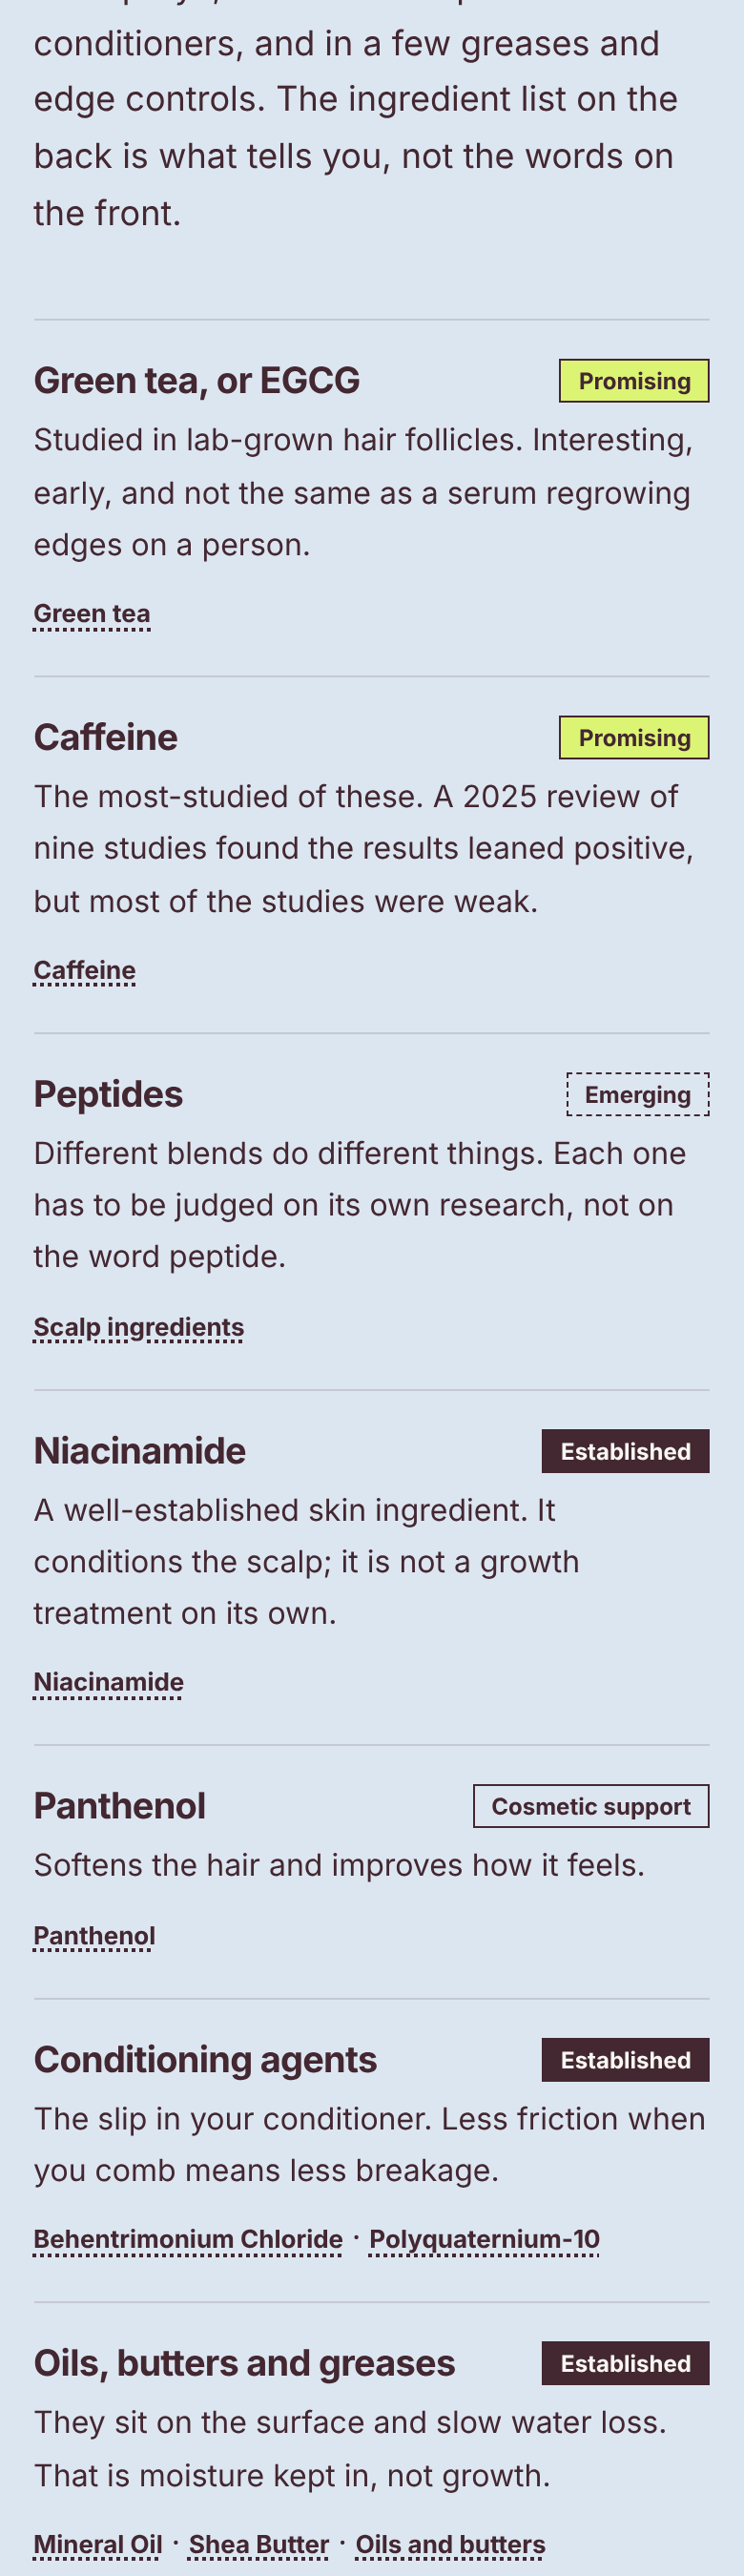 conditioners, and in a few greases and
edge controls. The ingredient list on the
back is what tells you, not the words on
the front.
Green tea, or EGCG
Promising
Studied in lab-grown hair follicles. Interesting,
early, and not the same as a serum regrowing
edges on a person.
Green tea
Caffeine
Promising
The most-studied of these. A 2025 review of
nine studies found the results leaned positive,
but most of the studies were weak.
Caffeine
Peptides
Emerging
Different blends do different things. Each one
has to be judged on its own research, not on
the word peptide.
Scalp ingredients
Niacinamide
Established
A well-established skin ingredient. It
conditions the scalp; it is not a growth
treatment on its own.
Niacinamide
Panthenol
Cosmetic support
Softens the hair and improves how it feels.
Panthenol
Conditioning agents
Established
The slip in your conditioner. Less friction when
you comb means less breakage.
Behentrimonium Chloride · Polyquaternium-10
Oils, butters and greases
Established
They sit on the surface and slow water loss.
That is moisture kept in, not growth.
Mineral Oil · Shea Butter · Oils and butters